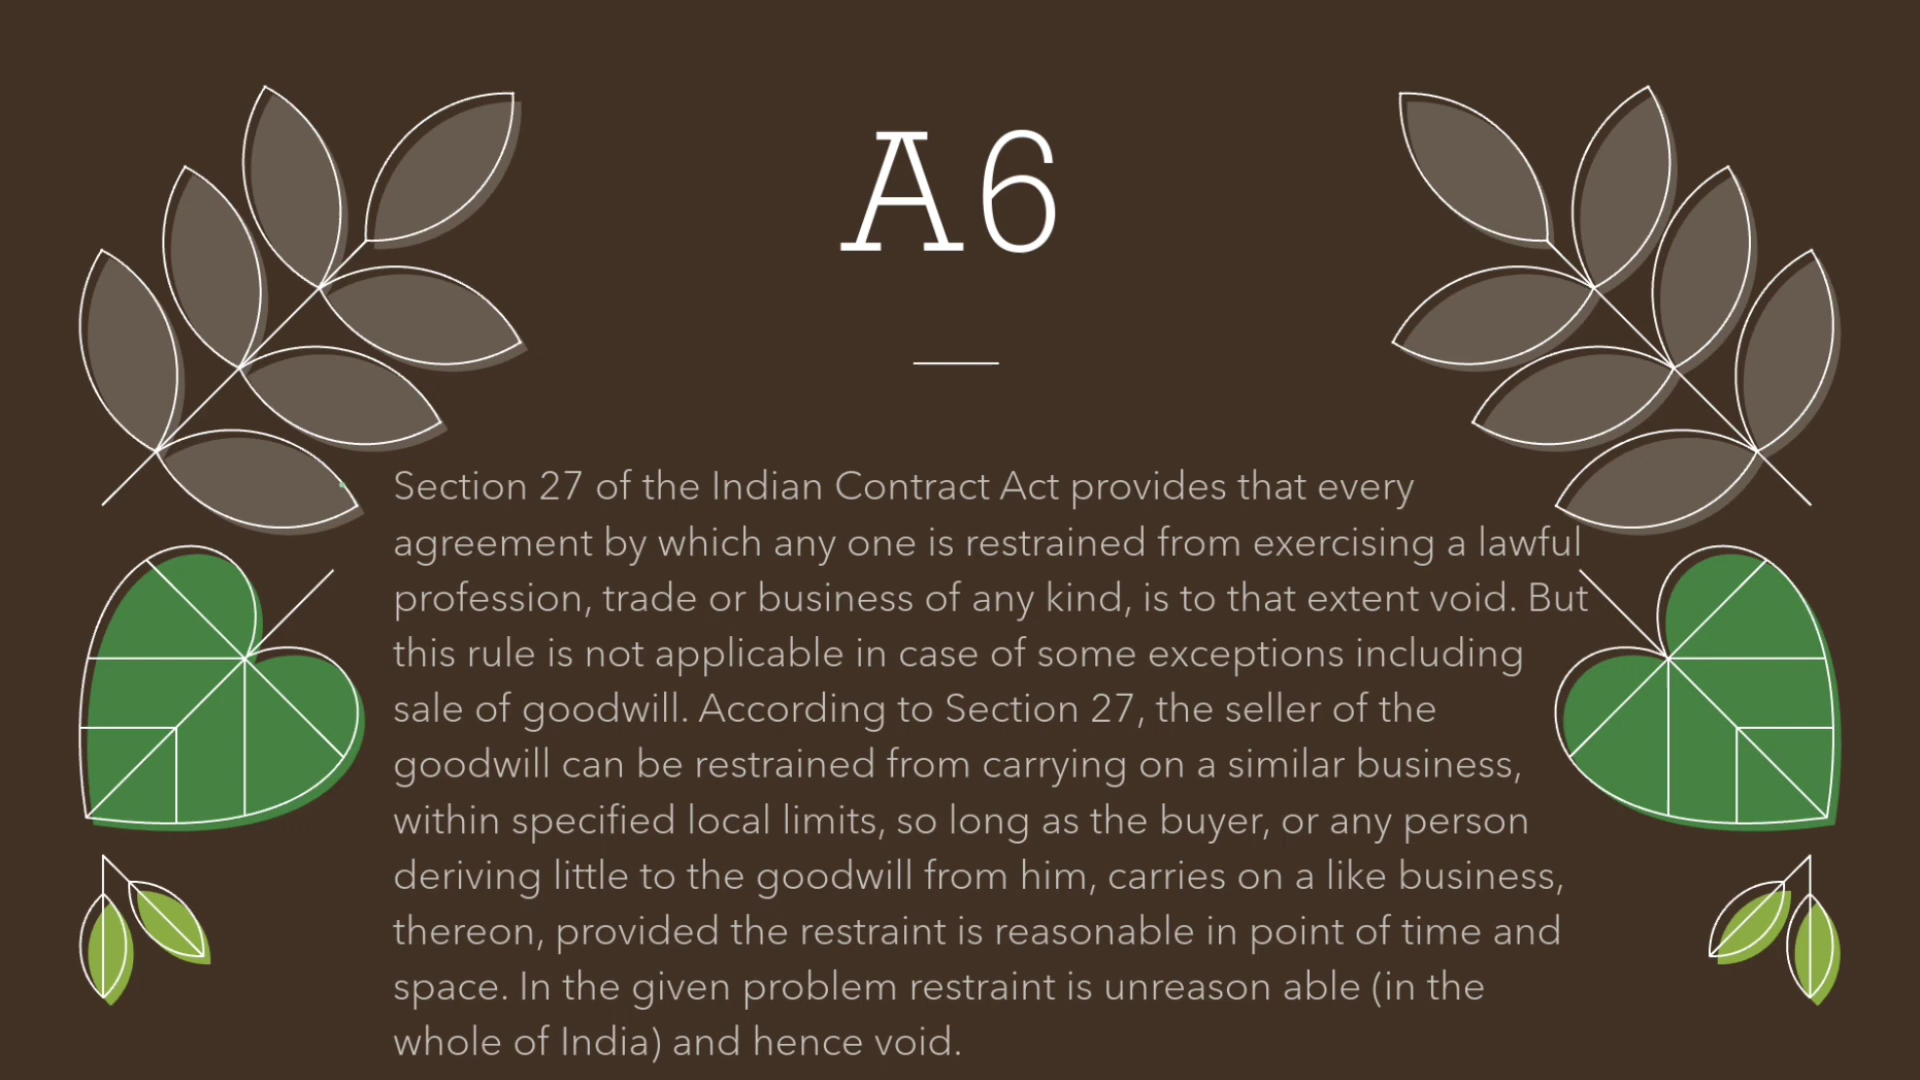 A6
Section 27 of the Indian Contract Act provides that every
agreement by which any one is restrained from exercising a lawful
profession, trade or business of any kind, is to that extent void. But
this rule is not applicable in case of some exceptions including
sale of goodwill. According to Section 27, the seller of the
goodwill can be restrained from carrying on a similar business,
within specified local limits, so long as the buyer, or any person
deriving little to the goodwill from him, carries on a like business,
thereon, provided the restraint is reasonable in point of time and
space. In the given problem restraint is unreason able (in the
whole of India) and hence void.